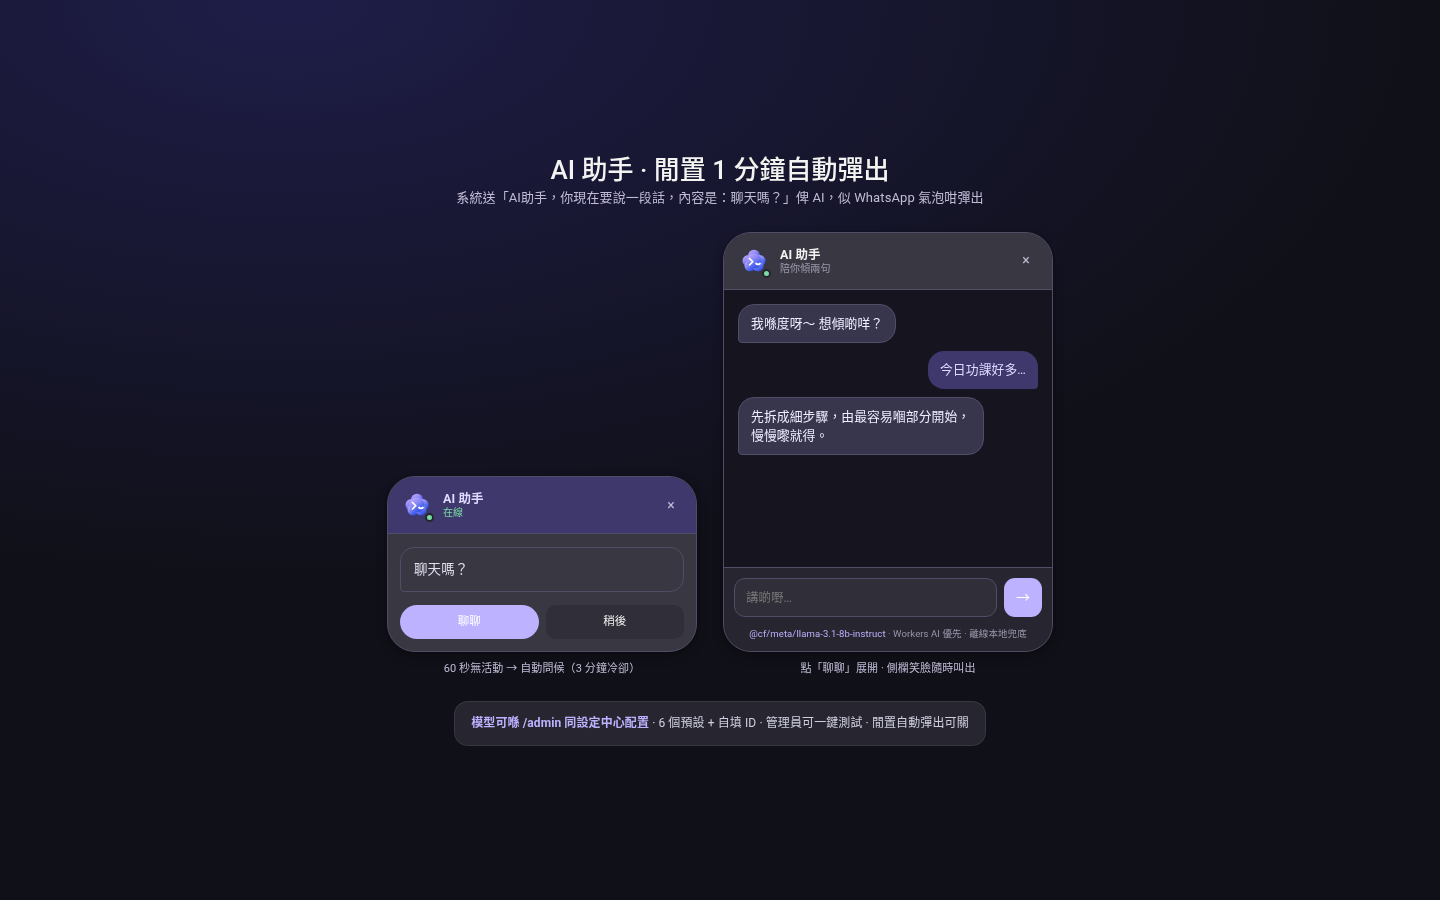 AI 助手 · 閒置 1 分鐘自動彈出
系統送「AI助手，你現在要說一段話，內容是：聊天嗎？」俾 AI，似 WhatsApp 氣泡咁彈出
AI 助手
在線
×
聊天嗎？
聊聊
稍後
60 秒無活動 → 自動問候（3 分鐘冷卻）
AI 助手
陪你傾兩句
×
我喺度呀～ 想傾啲咩？
今日功課好多…
先拆成細步驟，由最容易嗰部分開始，
慢慢嚟就得。
講啲嘢…
→
@cf/meta/llama-3.1-8b-instruct · Workers AI 優先 · 離線本地兜底
點「聊聊」展開 · 側欄笑臉隨時叫出
模型可喺 /admin 同設定中心配置 · 6 個預設 + 自填 ID · 管理員可一鍵測試 · 閒置自動彈出可關